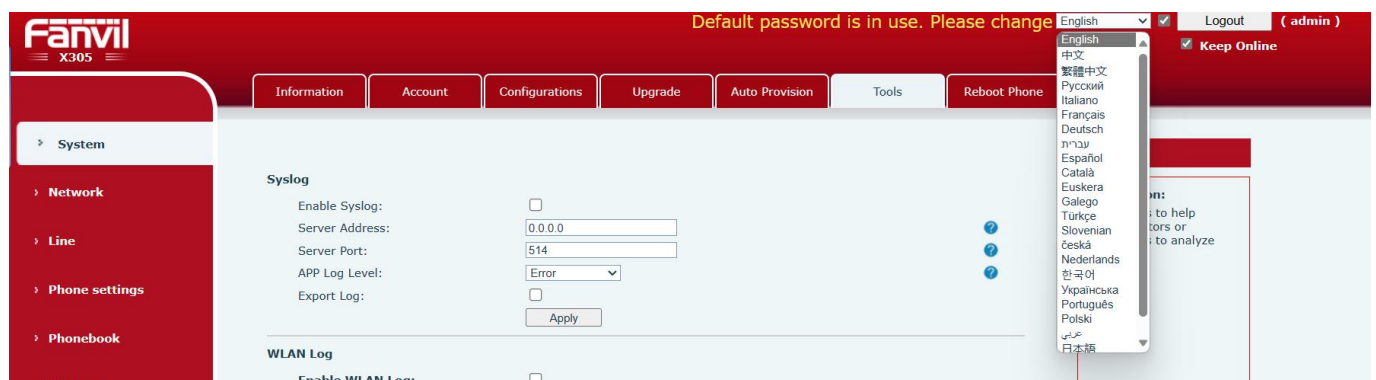 Fanvil
X305
Default password is in use. Please change
English
Logout
( admin )
Keep Online
Information
Account
Configurations
Upgrade
Auto Provision
Tools
Reboot Phone
System
Network
Line
Phone settings
Phonebook
Syslog
Enable Syslog:
Server Address:
0.0.0.0
Server Port:
514
APP Log Level:
Error
Export Log:
Apply
WLAN Log
Enable WLAN Log:
English
中文
繁體中文
Русский
Italiano
Français
Deutsch
עברית
Español
Català
Euskera
Galego
Türkçe
Slovenian
česká
Nederlands
한국어
Українська
Português
Polski
عربي
日本語
to help
or
to analyze